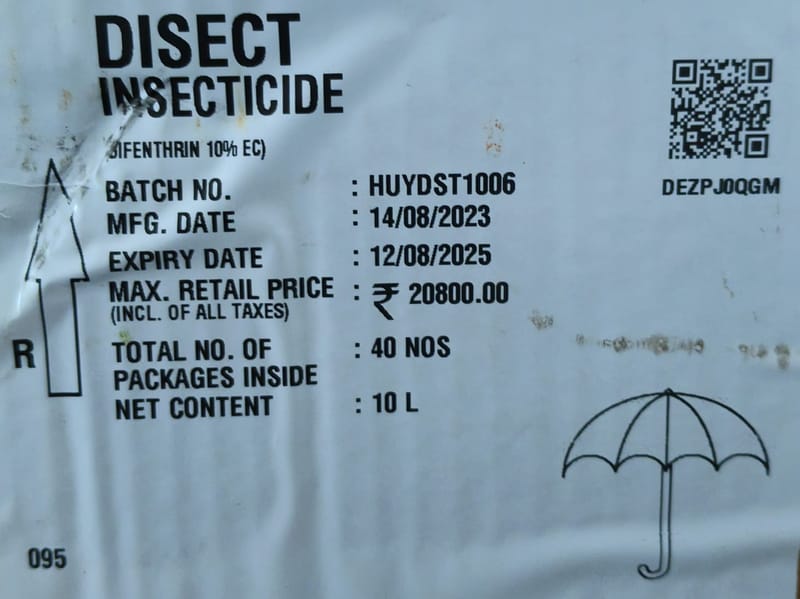 DISECT
INSECTICIDE
BIFENTHRIN 10% EC)
BATCH NO. : HUYDST1006
MFG. DATE : 14/08/2023
EXPIRY DATE : 12/08/2025
MAX. RETAIL PRICE : ₹ 20800.00
(INCL. OF ALL TAXES)
TOTAL NO. OF : 40 NOS
PACKAGES INSIDE
NET CONTENT : 10 L
DEZPJ0QGM
R
095